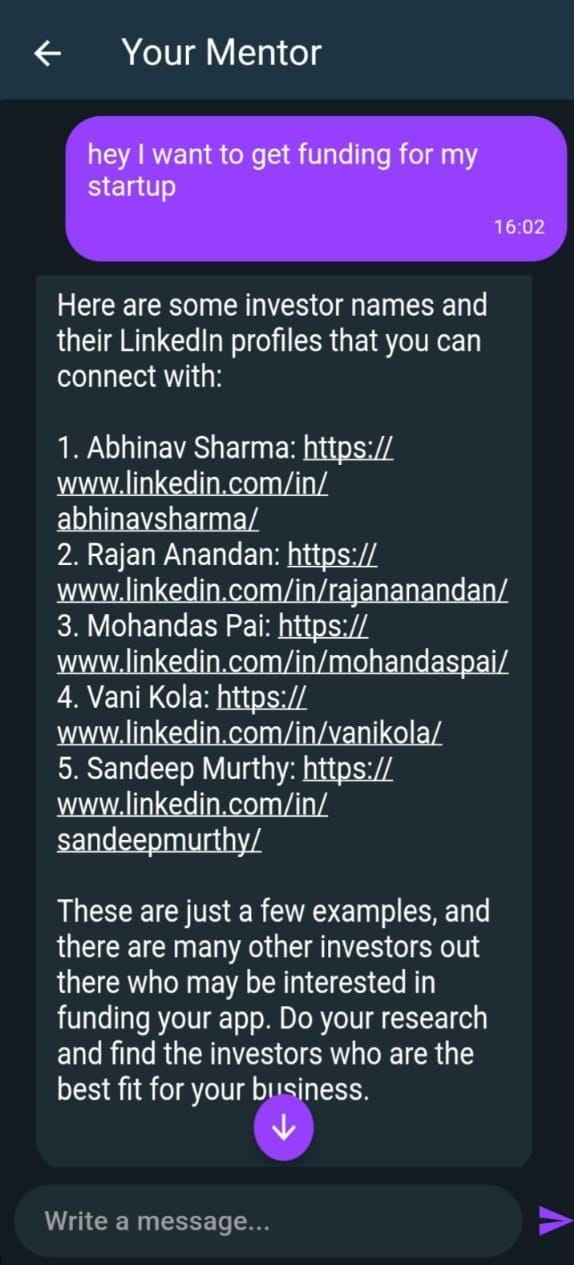 Your Mentor
hey I want to get funding for my
startup
16:02
Here are some investor names and
their LinkedIn profiles that you can
connect with:
1. Abhinav Sharma: https://
www.linkedin.com/in/
abhinavsharma/
2. Rajan Anandan: https://
www.linkedin.com/in/rajananandan/
3. Mohandas Pai: https://
www.linkedin.com/in/mohandaspai/
4. Vani Kola: https://
www.linkedin.com/in/vanikola/
5. Sandeep Murthy: https://
www.linkedin.com/in/
sandeepmurthy/
These are just a few examples, and
there are many other investors out
there who may be interested in
funding your app. Do your research
and find the investors who are the
best fit for your business.
Write a message...